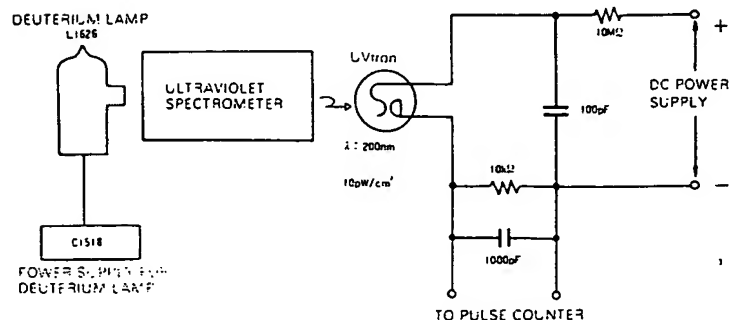 DEUTERIUM LAMP
L1626
ULTRAVIOLET
SPECTROMETER
UVtron
λ: 200nm
10pW/cm²
C1518
POWER SUPPLY FOR
DEUTERIUM LAMP
10MΩ
+
DC POWER
SUPPLY
100pF
10kΩ
−
1000pF
TO PULSE COUNTER